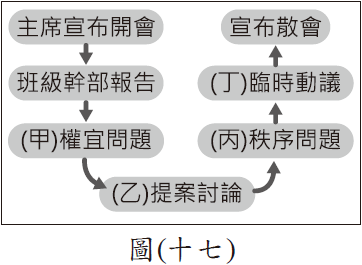 主席宣布開會
班級幹部報告
(甲)權宜問題
(乙)提案討論
(丙)秩序問題
(丁)臨時動議
宣布散會
圖(十七)